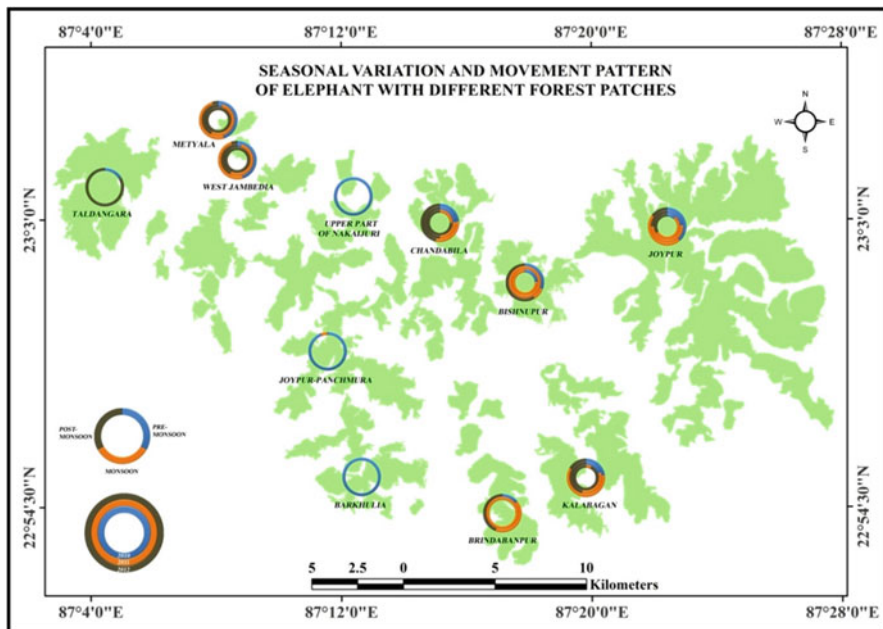 87°4'0"E 87°12'0"E 87°20'0"E 87°28'0"E
SEASONAL VARIATION AND MOVEMENT PATTERN
OF ELEPHANT WITH DIFFERENT FOREST PATCHES
N
W E
S
METYALA
WEST JAMBEDIA
TALDANGARA
UPPER PART
OF NAKAIJURI
CHANDABILA
JOYPUR
23°3'0"N 23°3'0"N
BISHNUPUR
JOYPUR-PANCHMURA
POST-
MONSOON
PRE-
MONSOON
MONSOON
BARKHULIA
KALABAGAN
BRINDABANPUR
22°54'30"N 22°54'30"N
5 2.5 0 5 10
Kilometers
87°4'0"E 87°12'0"E 87°20'0"E 87°28'0"E